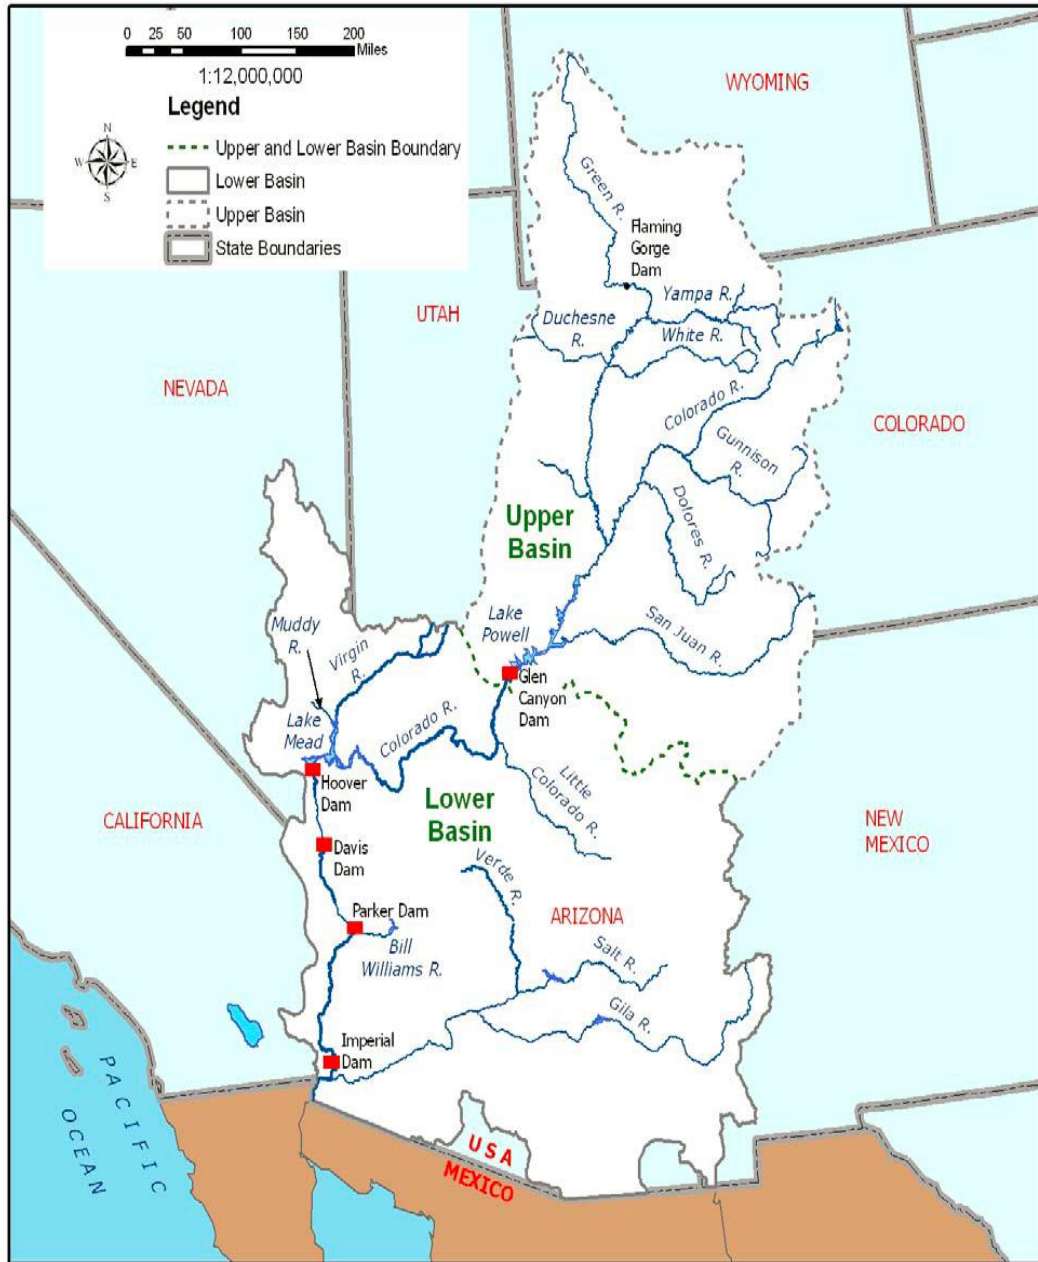 0 25 50 100 150 200
Miles
1:12,000,000
Legend
Upper and Lower Basin Boundary
Lower Basin
Upper Basin
State Boundaries
N
W E
S
WYOMING
Green R.
Flaming
Gorge
Dam
UTAH
Duchesne
R.
Yampa R.
White R.
NEVADA
Colorado R.
COLORADO
Gunnison
R.
Dolores R.
Upper
Basin
Lake
Powell
San Juan R.
Muddy
R.
Virgin
R.
Glen
Canyon
Dam
Lake
Mead
Colorado R.
Hoover
Dam
Little
Colorado R.
Lower
Basin
CALIFORNIA
NEW
MEXICO
Davis
Dam
Verde R.
Parker Dam
ARIZONA
Bill
Williams R.
Salt R.
Gila R.
Imperial
Dam
PACIFIC
OCEAN
USA
MEXICO